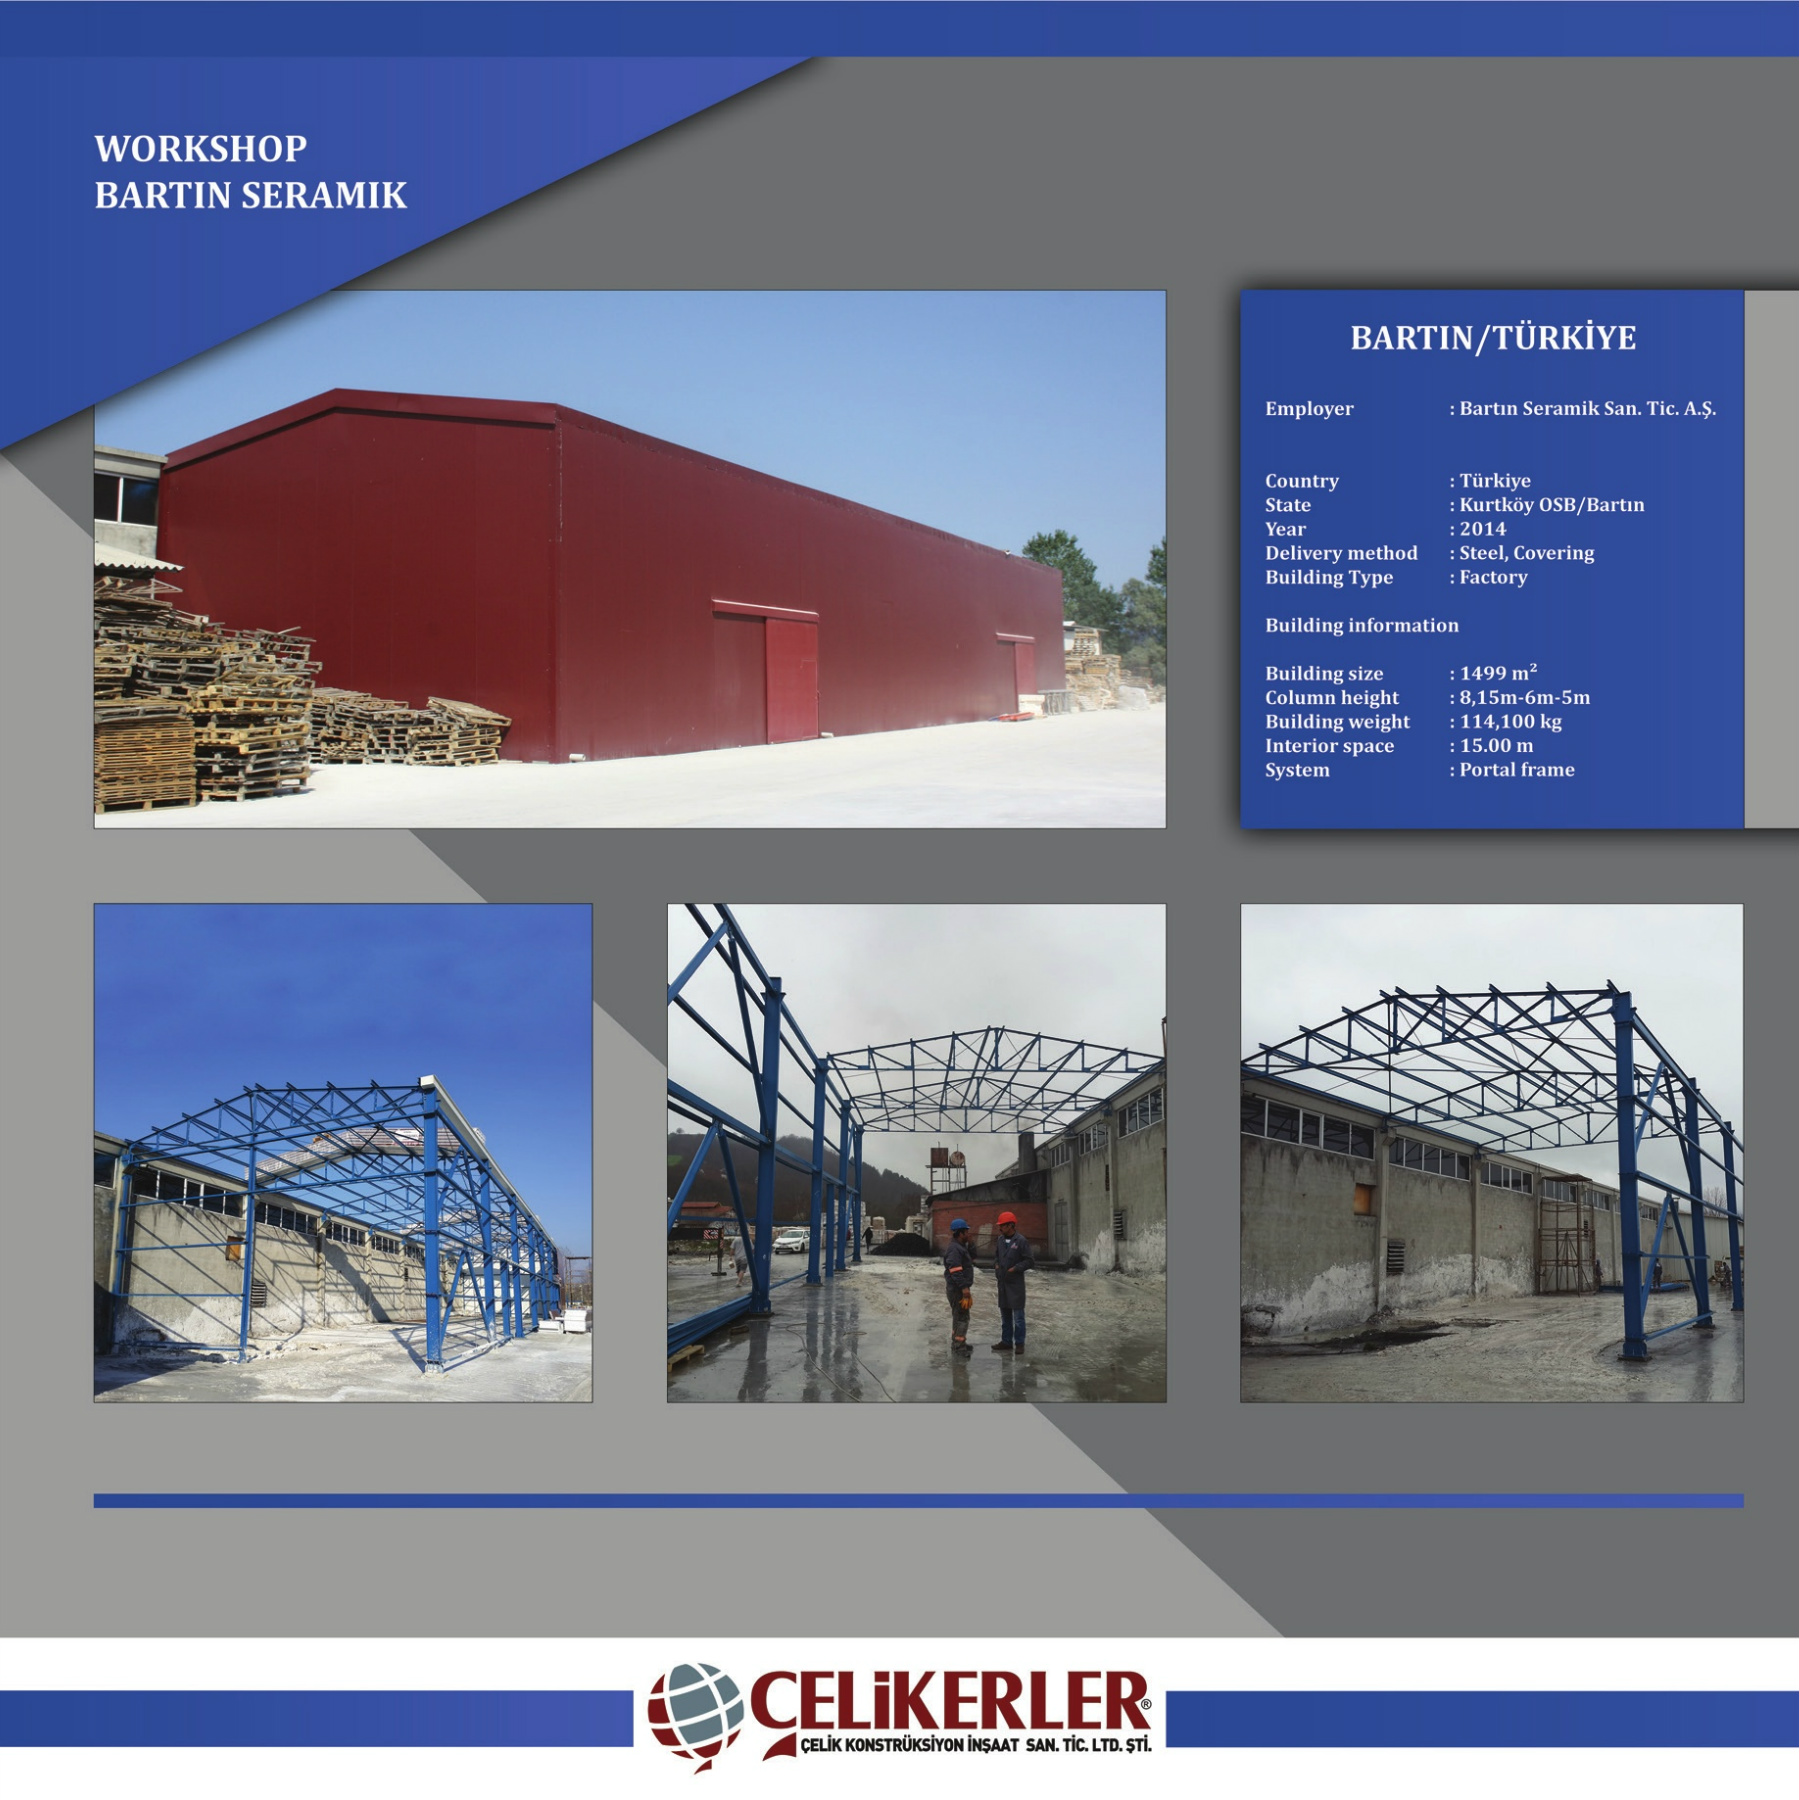 WORKSHOP
BARTIN SERAMIK
BARTIN/TÜRKİYE
Employer : Bartın Seramik San. Tic. A.Ş.
Country : Türkiye
State : Kurtköy OSB/Bartın
Year : 2014
Delivery method : Steel, Covering
Building Type : Factory
Building information
Building size : 1499 m²
Column height : 8,15m-6m-5m
Building weight : 114,100 kg
Interior space : 15.00 m
System : Portal frame
ÇELiKERLER®
ÇELİK KONSTRÜKSİYON İNŞAAT SAN. TİC. LTD. ŞTİ.